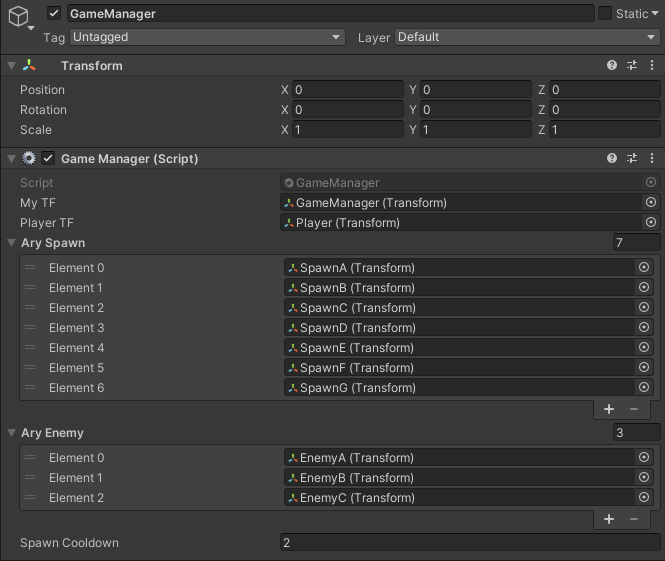 GameManager Static
Tag Untagged Layer Default
Transform
Position X 0 Y 0 Z 0
Rotation X 0 Y 0 Z 0
Scale X 1 Y 1 Z 1
Game Manager (Script)
Script GameManager
My TF GameManager (Transform)
Player TF Player (Transform)
Ary Spawn 7
Element 0 SpawnA (Transform)
Element 1 SpawnB (Transform)
Element 2 SpawnC (Transform)
Element 3 SpawnD (Transform)
Element 4 SpawnE (Transform)
Element 5 SpawnF (Transform)
Element 6 SpawnG (Transform)
Ary Enemy 3
Element 0 EnemyA (Transform)
Element 1 EnemyB (Transform)
Element 2 EnemyC (Transform)
Spawn Cooldown 2